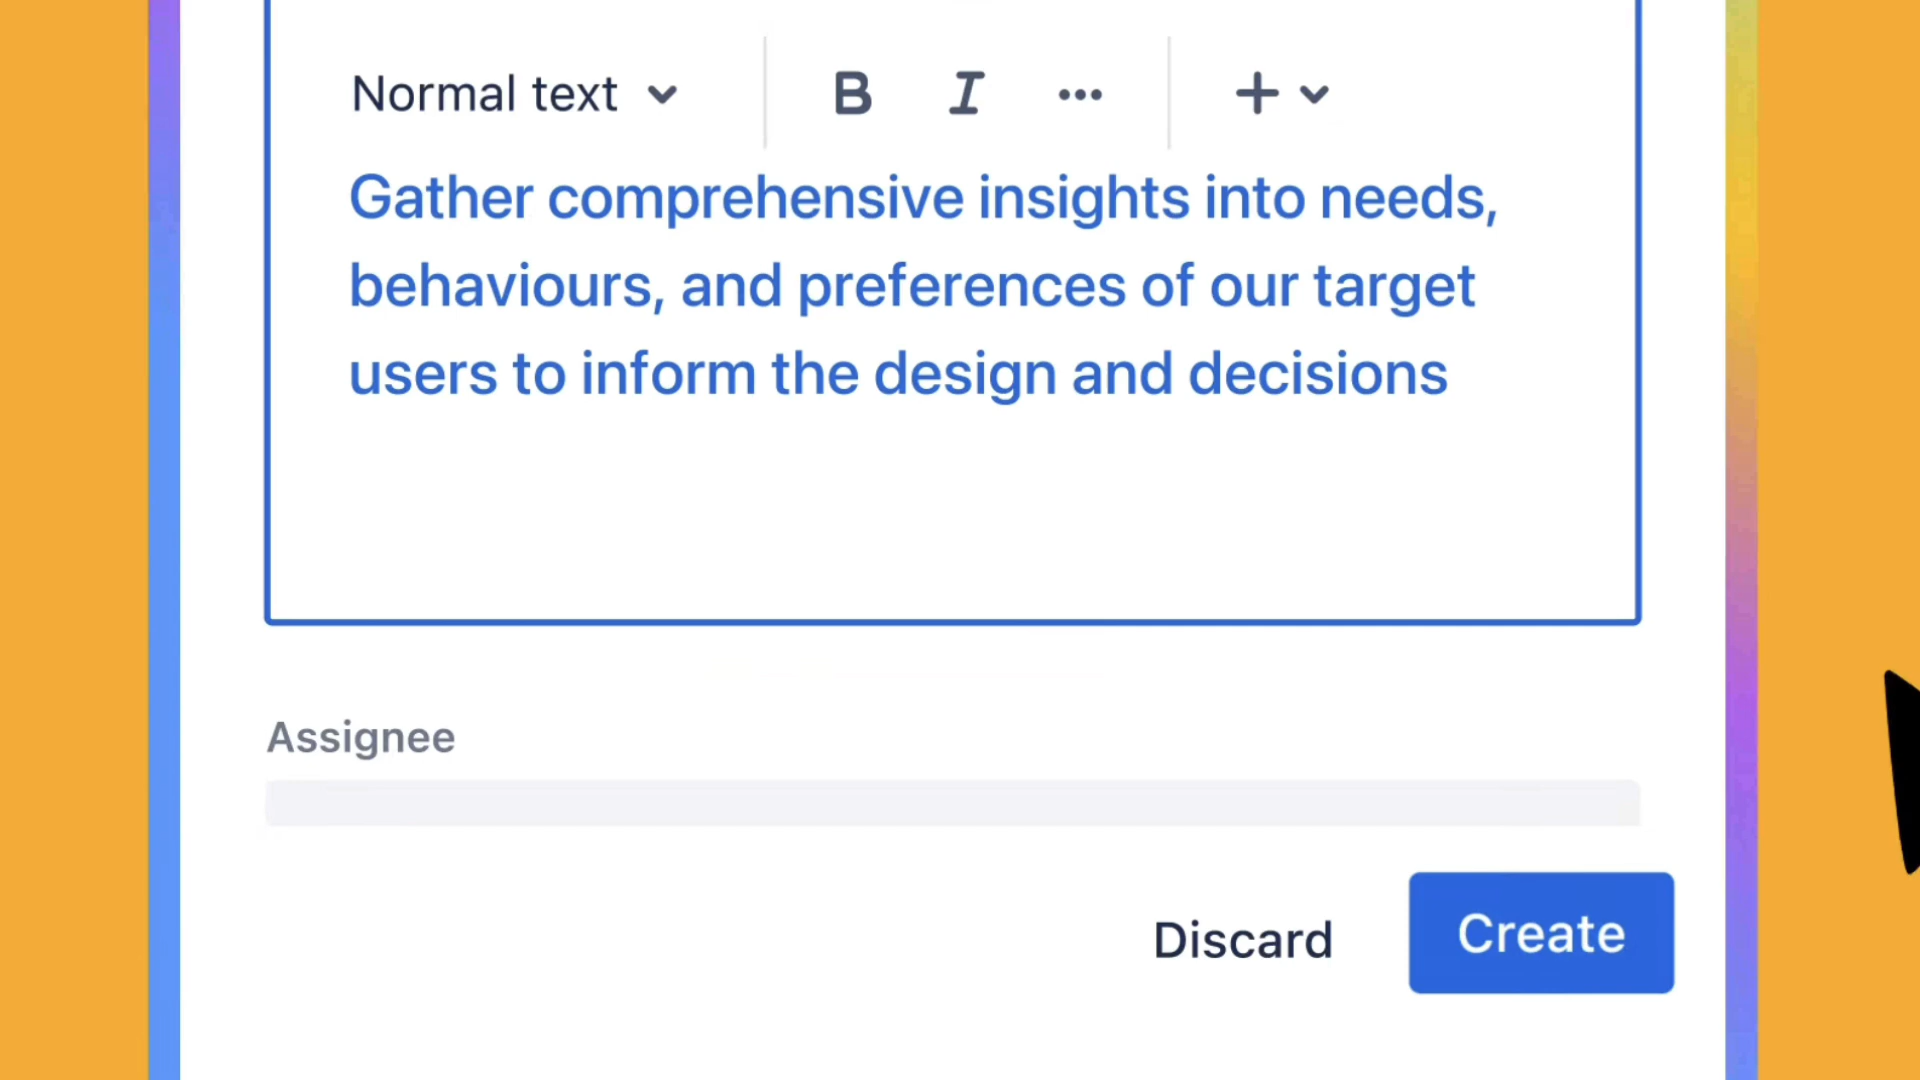 Normal text B I
Gather comprehensive insights into needs,
behaviours, and preferences of our target
users to inform the design and decisions
Assignee
Discard Create